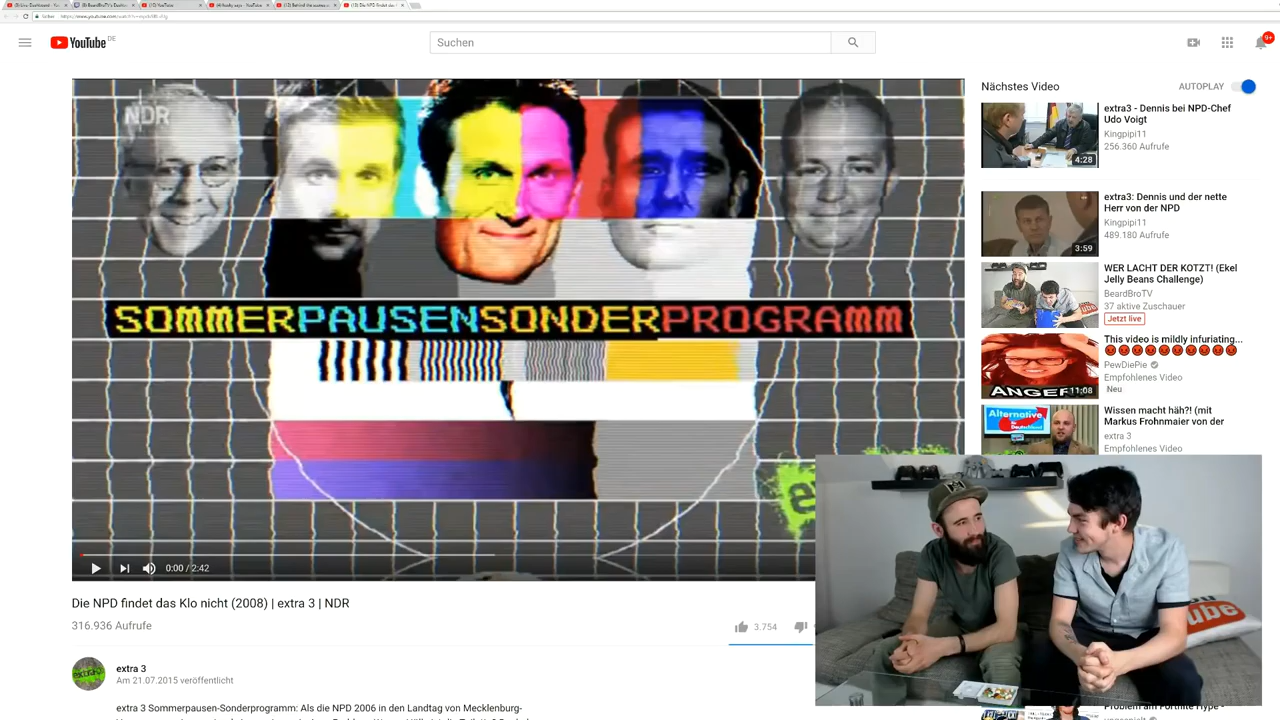 YouTube DE
Suchen
9+
NDR
SOMMERPAUSENSONDERPROGRAMM
0:00 / 2:42
Die NPD findet das Klo nicht (2008) | extra 3 | NDR
316.936 Aufrufe
3.754
extra 3
Am 21.07.2015 veröffentlicht
extra 3 Sommerpausen-Sonderprogramm: Als die NPD 2006 in den Landtag von Mecklenburg-
Nächstes Video
AUTOPLAY
extra3 - Dennis bei NPD-Chef
Udo Voigt
Kingpipi11
256.360 Aufrufe
4:28
extra3: Dennis und der nette
Herr von der NPD
Kingpipi11
489.180 Aufrufe
3:59
WER LACHT DER KOTZT! (Ekel
Jelly Beans Challenge)
BeardBroTV
37 aktive Zuschauer
Jetzt live
This video is mildly infuriating...
PewDiePie
Empfohlenes Video
Neu
ANGER
11:08
Wissen macht häh?! (mit
Markus Frohnmaier von der
extra 3
Empfohlenes Video
Alternative